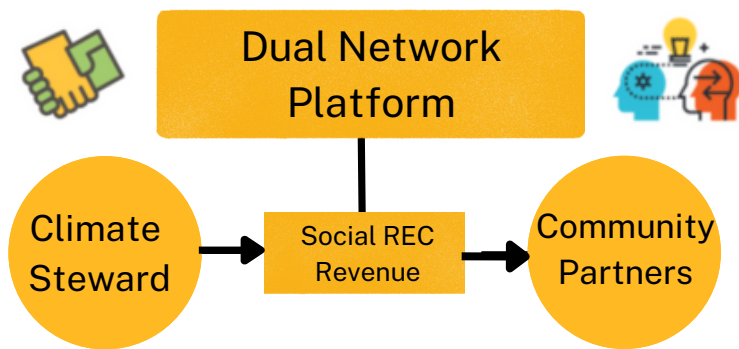 Dual Network
Platform
Climate
Steward
Social REC
Revenue
Community
Partners